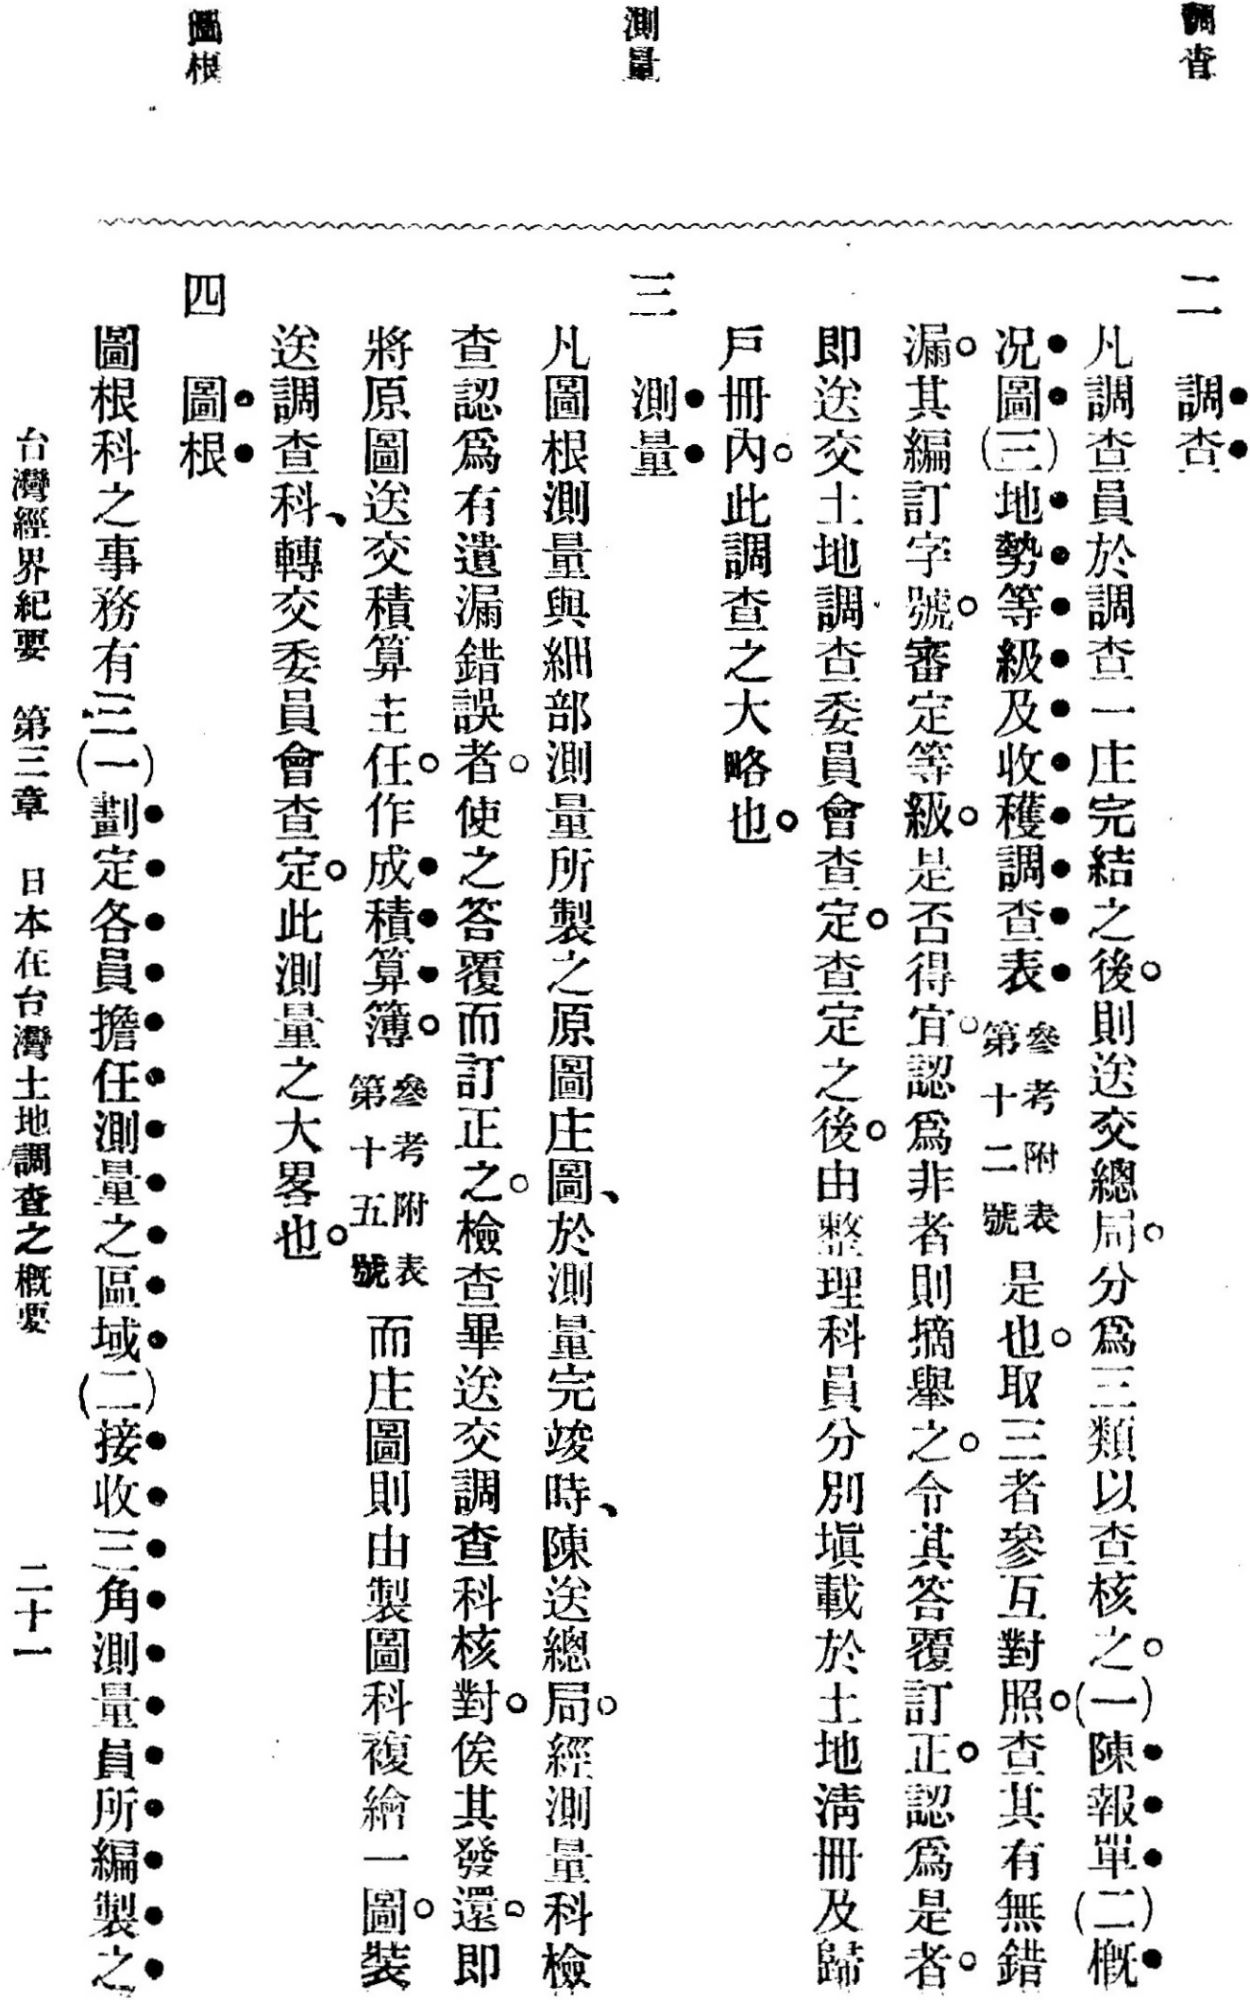 調查
測量
圖根
二　調查
凡調查員於調查一庄完結之後。則送交總局。分爲三類以查核之。(一)陳報單(二)概
况圖(三)地勢等級及收穫調查表 參考附表第十二號 是也。取三者參互對照。查其有無錯
漏。其編訂字號。審定等級。是否得宜。認爲非者則摘舉之。令其答覆訂正。認爲是者。
即送交土地調查委員會查定。查定之後。由整理科員分別塡載於土地淸冊及歸
戶冊內。此調查之大略也。
三　測量
凡圖根測量與細部測量所製之原圖庄圖、於測量完竣時、陳送總局。經測量科檢
查認爲有遺漏錯誤者。使之答覆而訂正之。檢查畢送交調查科核對。俟其發還。即
將原圖送交積算主任。作成積算簿。 參考附表第十五號 而庄圖則由製圖科複繪一圖。裝
送調查科、轉交委員會查定。此測量之大畧也。
四　圖根
圖根科之事務有三(一)劃定各員擔任測量之區域(二)接收三角測量員所編製之
台灣經界紀要　第三章　日本在台灣土地調查之概要　二十一